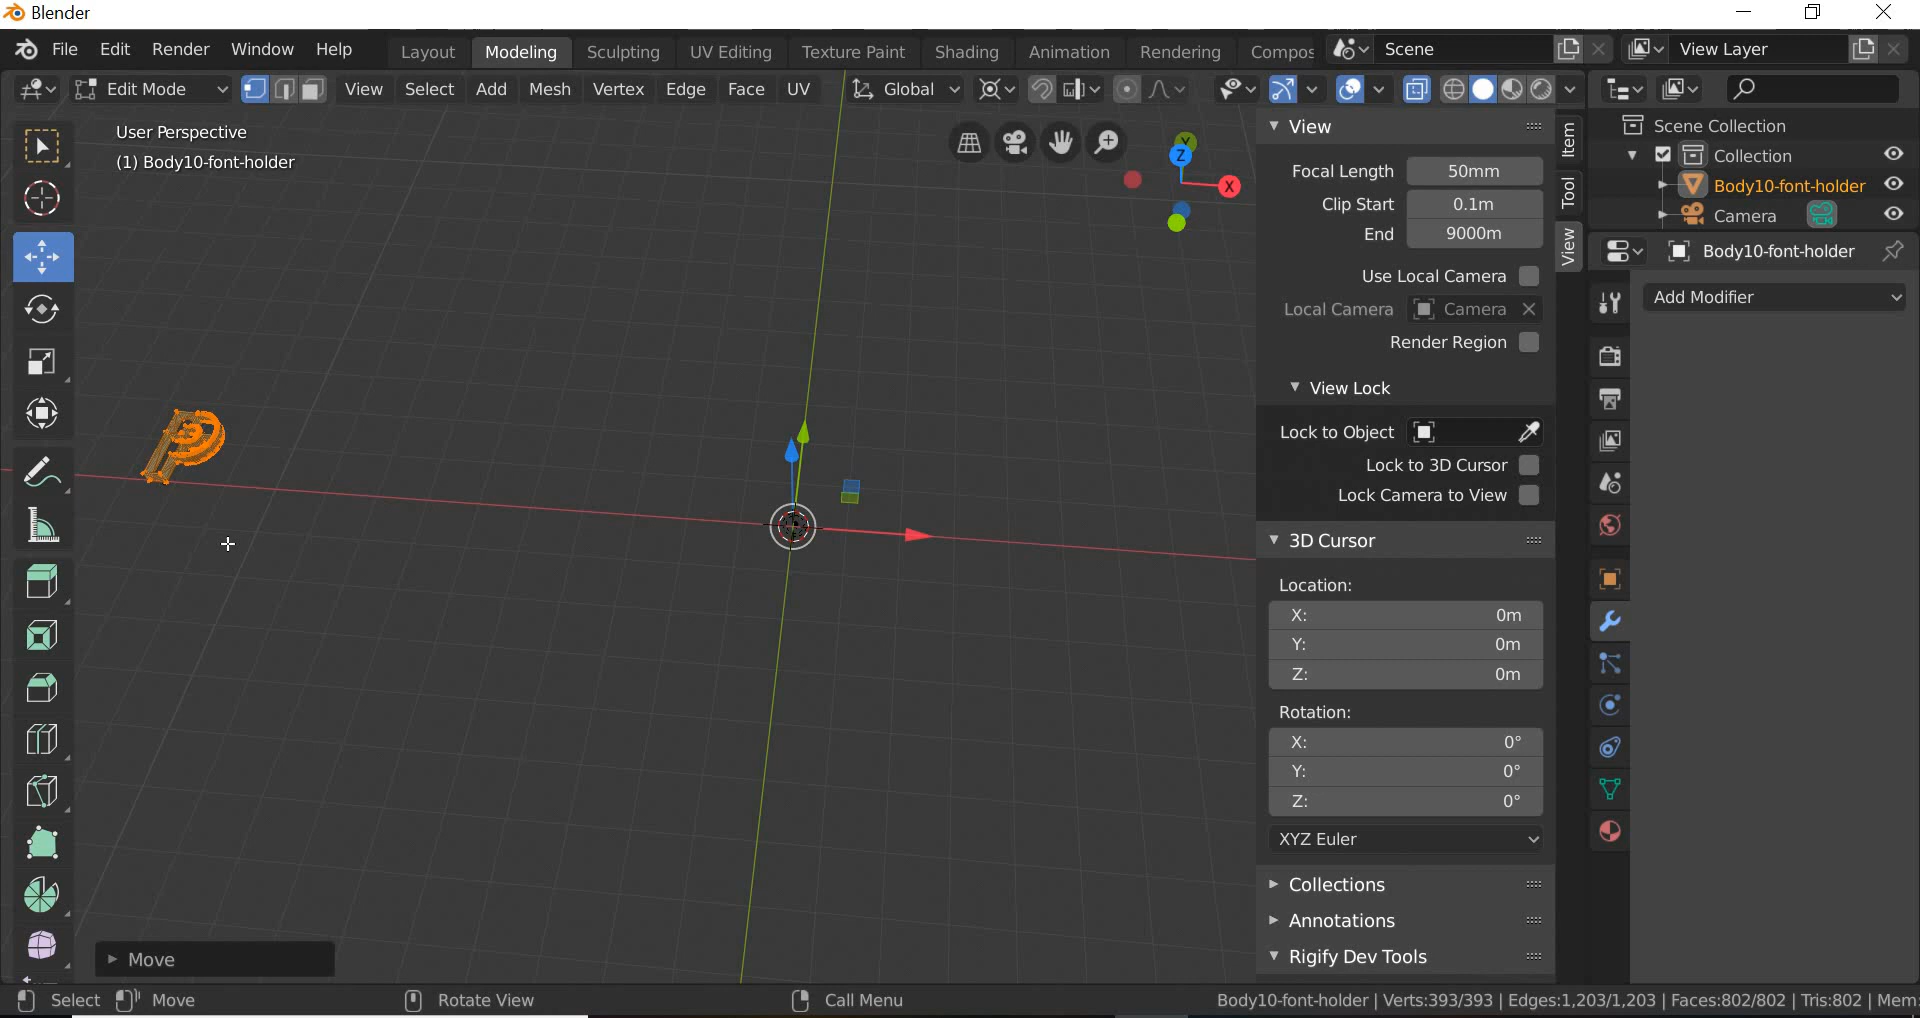 Blender
File Edit Render Window Help Layout Modeling Sculpting UV Editing Texture Paint Shading Animation Rendering Compos Scene View Layer
Edit Mode View Select Add Mesh Vertex Edge Face UV Global
User Perspective
(1) Body10-font-holder
Y
Z
X
View
Focal Length 50mm
Clip Start 0.1m
End 9000m
Use Local Camera
Local Camera Camera
Render Region
View Lock
Lock to Object
Lock to 3D Cursor
Lock Camera to View
3D Cursor
Location:
X: 0m
Y: 0m
Z: 0m
Rotation:
X: 0°
Y: 0°
Z: 0°
XYZ Euler
Collections
Annotations
Rigify Dev Tools
Item
Tool
View
Scene Collection
Collection
Body10-font-holder
Camera
Body10-font-holder
Add Modifier
P
Move
Select Move Rotate View Call Menu Body10-font-holder | Verts:393/393 | Edges:1,203/1,203 | Faces:802/802 | Tris:802 | Mem: